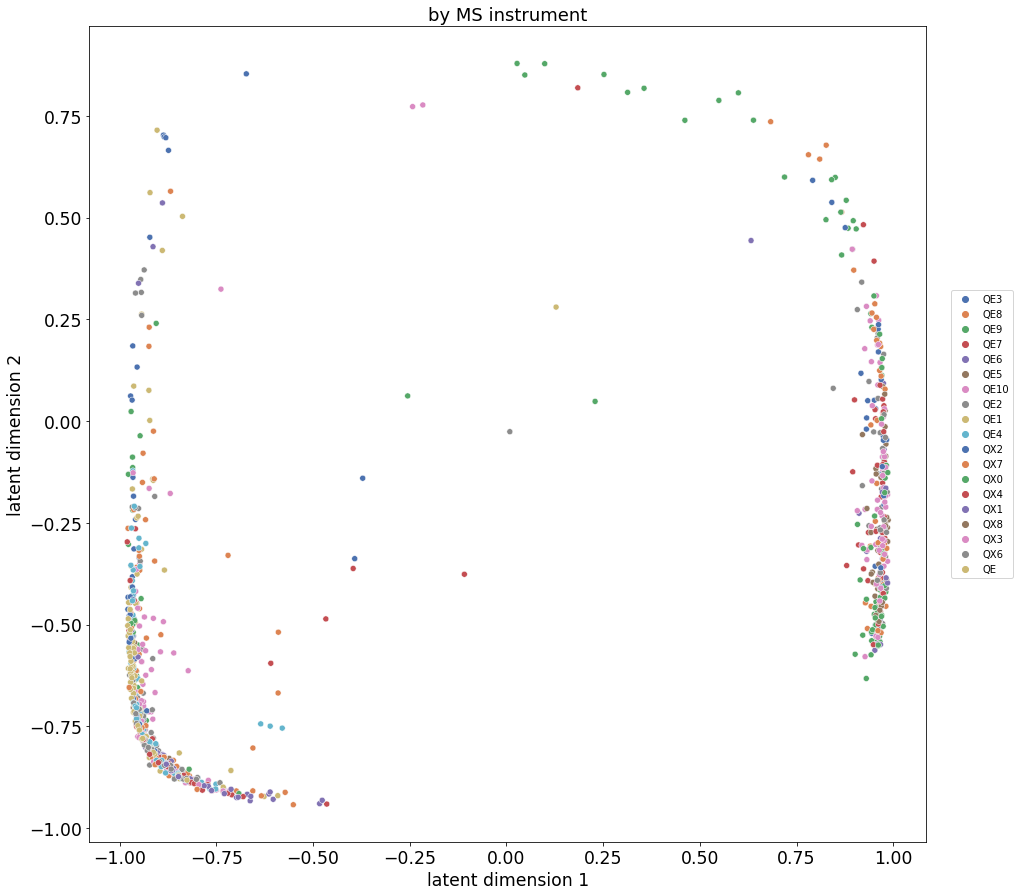 by MS instrument
0.75
0.50
0.25
0.00
−0.25
−0.50
−0.75
−1.00
latent dimension 2
−1.00 −0.75 −0.50 −0.25 0.00 0.25 0.50 0.75 1.00
latent dimension 1
QE3
QE8
QE9
QE7
QE6
QE5
QE10
QE2
QE1
QE4
QX2
QX7
QX0
QX4
QX1
QX8
QX3
QX6
QE